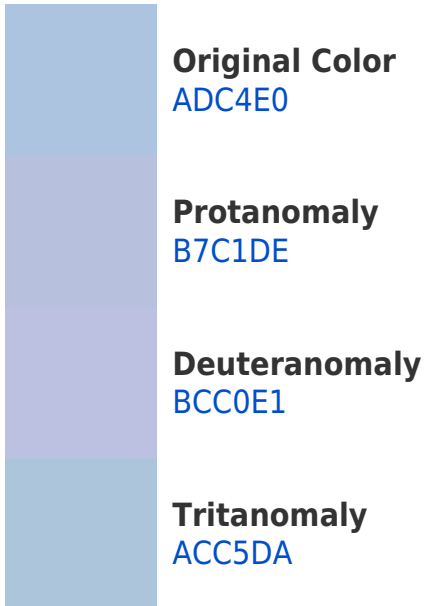 Original Color
ADC4E0
Protanomaly
B7C1DE
Deuteranomaly
BCC0E1
Tritanomaly
ACC5DA